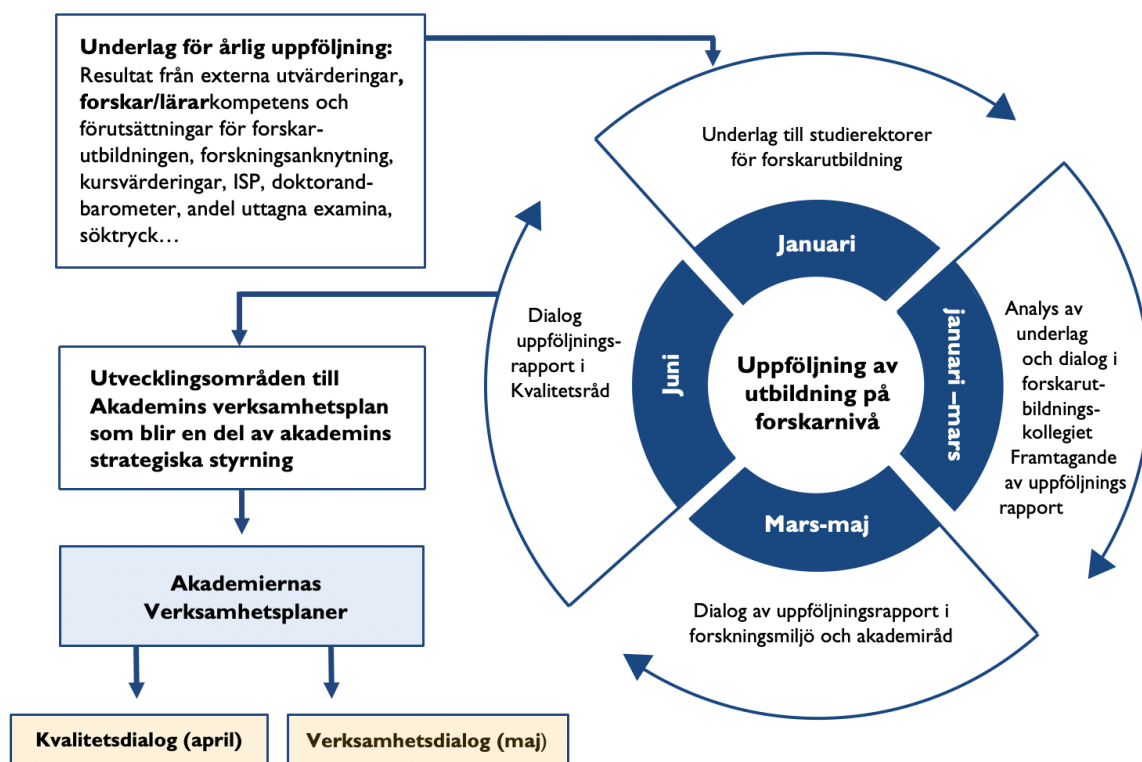 Underlag för årlig uppföljning:
Resultat från externa utvärderingar,
forskar/lärarkompetens och
förutsättningar för forskar-
utbildningen, forskningsanknytning,
kursvärderingar, ISP, doktorand-
barometer, andel uttagna examina,
söktryck…
Utvecklingsområden till
Akademins verksamhetsplan
som blir en del av akademins
strategiska styrning
Akademiernas
Verksamhetsplaner
Kvalitetsdialog (april)
Verksamhetsdialog (maj)
Underlag till studierektorer
för forskarutbildning
Januari
januari –mars
Analys av
underlag
och dialog i
forskarut-
bildnings-
kollegiet
Framtagande
av uppföljnings
rapport
Mars-maj
Dialog av uppföljningsrapport i
forskningsmiljö och akademiråd
Juni
Dialog
uppföljnings-
rapport i
Kvalitetsråd
Uppföljning av
utbildning på
forskarnivå